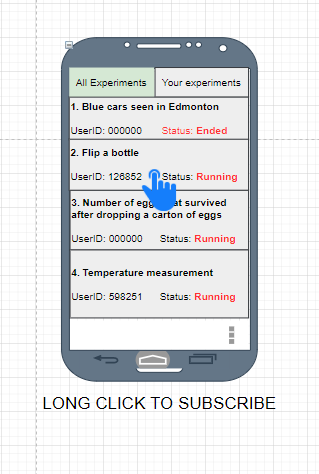 All Experiments
Your experiments
1. Blue cars seen in Edmonton
UserID: 000000 Status: Ended
2. Flip a bottle
UserID: 126852 Status: Running
3. Number of egg at survived
after dropping a carton of eggs
UserID: 000000 Status: Running
4. Temperature measurement
UserID: 598251 Status: Running
LONG CLICK TO SUBSCRIBE